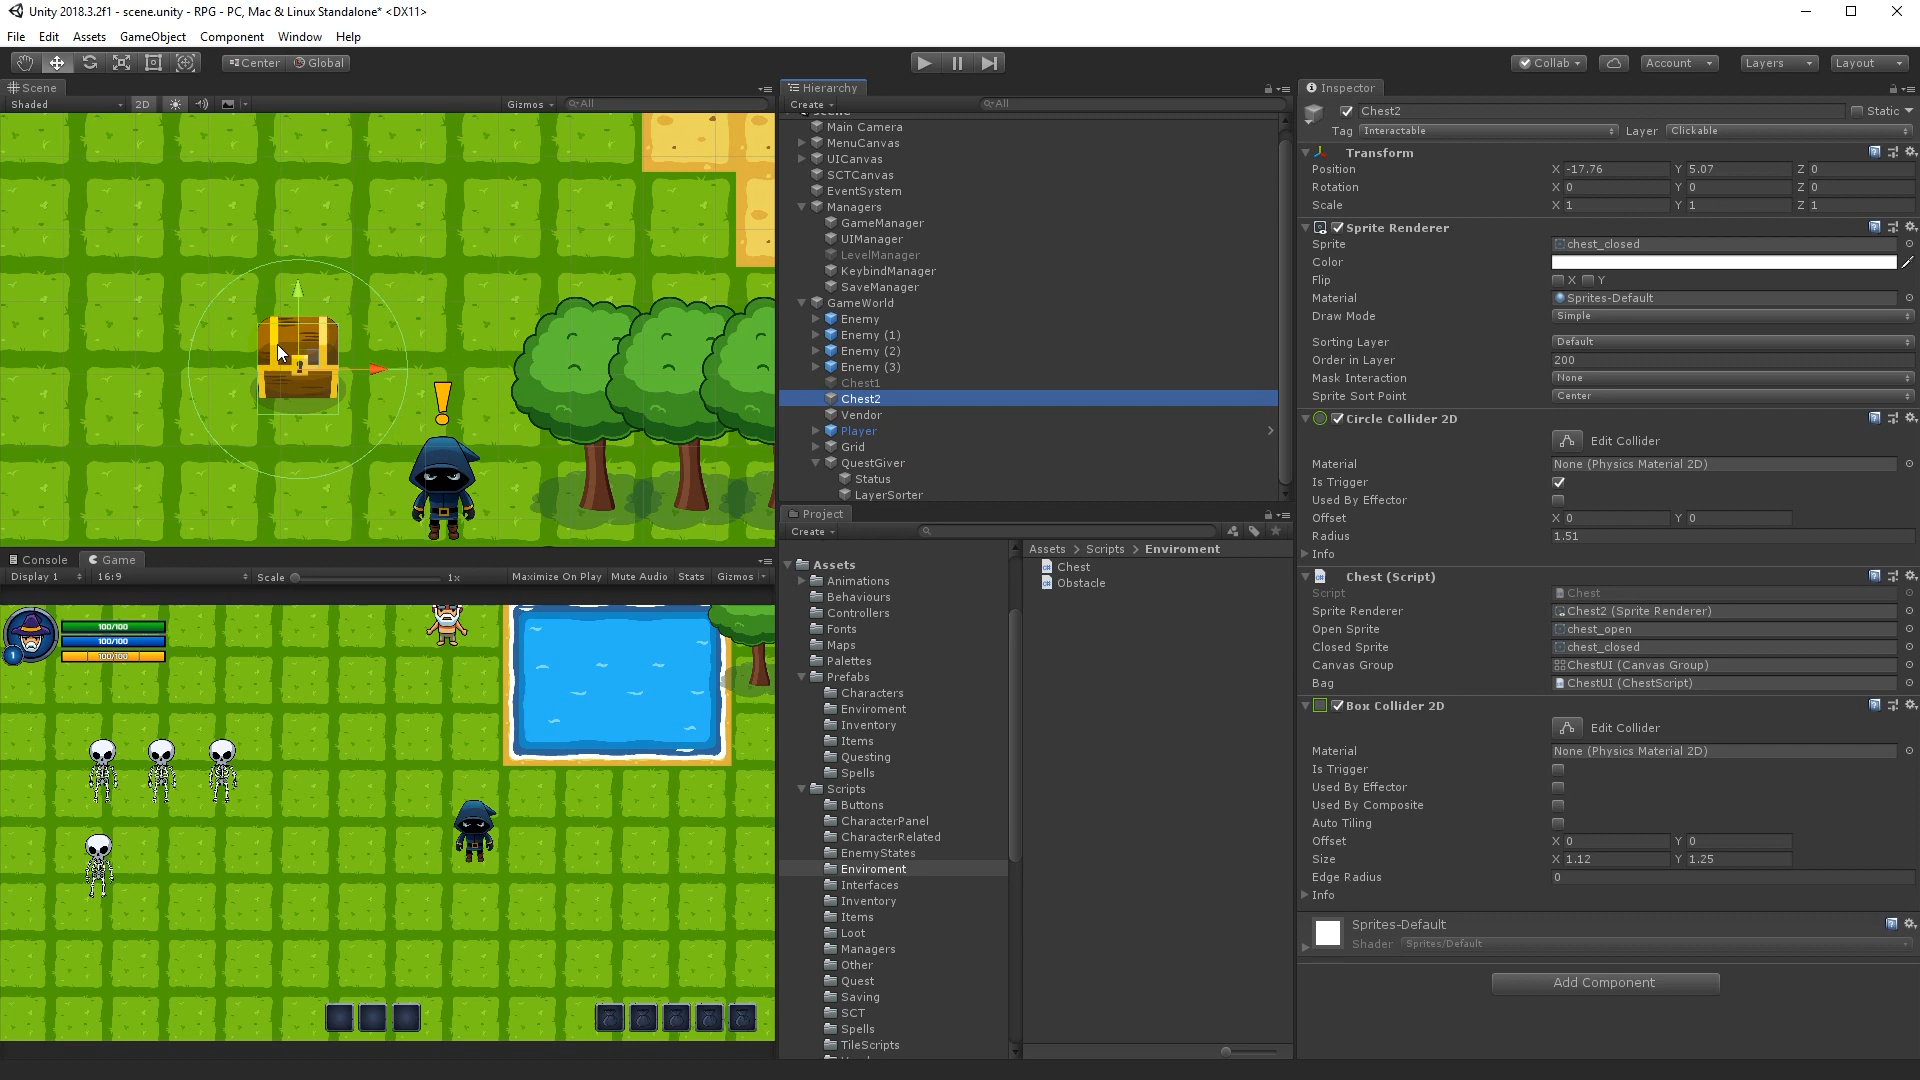 Unity 2018.3.2f1 - scene.unity - RPG - PC, Mac & Linux Standalone* <DX11>
File Edit Assets GameObject Component Window Help
Center Global Collab Account Layers Layout
Scene
Shaded 2D Gizmos All
Hierarchy
Create All
Main Camera
MenuCanvas
UICanvas
SCTCanvas
EventSystem
Managers
GameManager
UIManager
LevelManager
KeybindManager
SaveManager
GameWorld
Enemy
Enemy (1)
Enemy (2)
Enemy (3)
Chest1
Chest2
Vendor
Player
Grid
QuestGiver
Status
LayerSorter
Console Game
Display 1 16:9 Scale 1x Maximize On Play Mute Audio Stats Gizmos
100/100
100/100
100/100
1
Project
Create
Assets
Animations
Behaviours
Controllers
Fonts
Maps
Palettes
Prefabs
Characters
Enviroment
Inventory
Items
Questing
Spells
Scripts
Buttons
CharacterPanel
CharacterRelated
EnemyStates
Enviroment
Interfaces
Inventory
Items
Loot
Managers
Other
Quest
Saving
SCT
Spells
TileScripts
Assets > Scripts > Enviroment
Chest
Obstacle
Inspector
Chest2 Static
Tag Interactable Layer Clickable
Transform
Position X -17.76 Y 5.07 Z 0
Rotation X 0 Y 0 Z 0
Scale X 1 Y 1 Z 1
Sprite Renderer
Sprite chest_closed
Color
Flip X Y
Material Sprites-Default
Draw Mode Simple
Sorting Layer Default
Order in Layer 200
Mask Interaction None
Sprite Sort Point Center
Circle Collider 2D
Edit Collider
Material None (Physics Material 2D)
Is Trigger
Used By Effector
Offset X 0 Y 0
Radius 1.51
Info
Chest (Script)
Script Chest
Sprite Renderer Chest2 (Sprite Renderer)
Open Sprite chest_open
Closed Sprite chest_closed
Canvas Group ChestUI (Canvas Group)
Bag ChestUI (ChestScript)
Box Collider 2D
Edit Collider
Material None (Physics Material 2D)
Is Trigger
Used By Effector
Used By Composite
Auto Tiling
Offset X 0 Y 0
Size X 1.12 Y 1.25
Edge Radius 0
Info
Sprites-Default
Shader Sprites/Default
Add Component